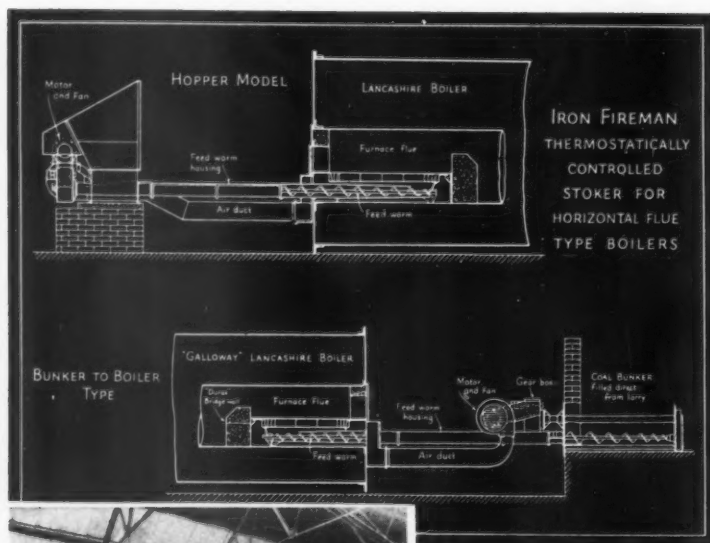 HOPPER MODEL
Motor
and Fan
LANCASHIRE BOILER
Furnace flue
Feed worm
housing
Air duct
Feed worm
IRON FIREMAN
THERMOSTATICALLY
CONTROLLED
STOKER FOR
HORIZONTAL FLUE
TYPE BOILERS
BUNKER TO BOILER
TYPE
"GALLOWAY" LANCASHIRE BOILER
Bridge wall
Furnace flue
Feed worm
Feed worm
housing
Air duct
Motor
and Fan
Gear box
COAL BUNKER
Filled direct
from lorry